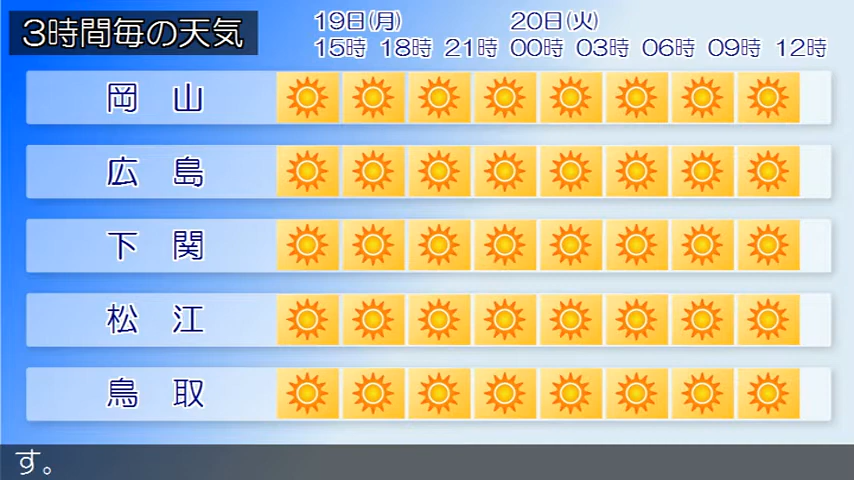 3時間毎の天気
19日(月) 20日(火)
15時 18時 21時 00時 03時 06時 09時 12時
岡 山
広 島
下 関
松 江
鳥 取
す。